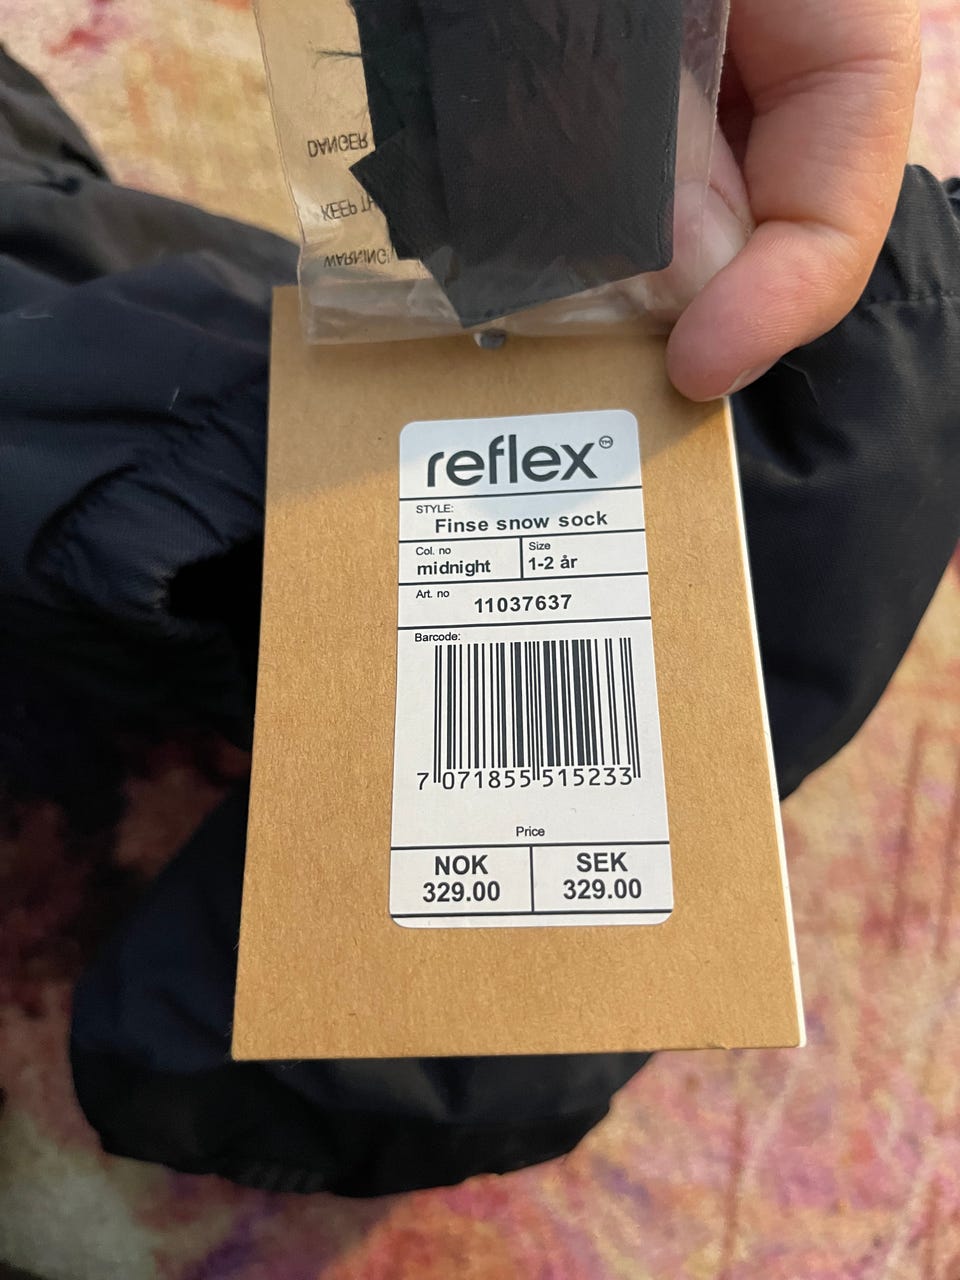 DANGER
KEEP TH
WARNING!
reflex™
STYLE:
Finse snow sock
Col. no
midnight
Size
1-2 år
Art. no
11037637
Barcode:
7 071855 515233
Price
NOK
329.00
SEK
329.00